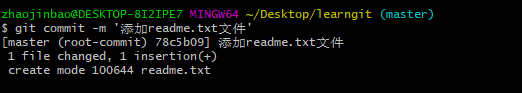 zhaojinbao@DESKTOP-8I2IPE7 MINGW64 ~/Desktop/learngit (master)
$ git commit -m '添加readme.txt文件'
[master (root-commit) 78c5b09] 添加readme.txt文件
1 file changed, 1 insertion(+)
create mode 100644 readme.txt